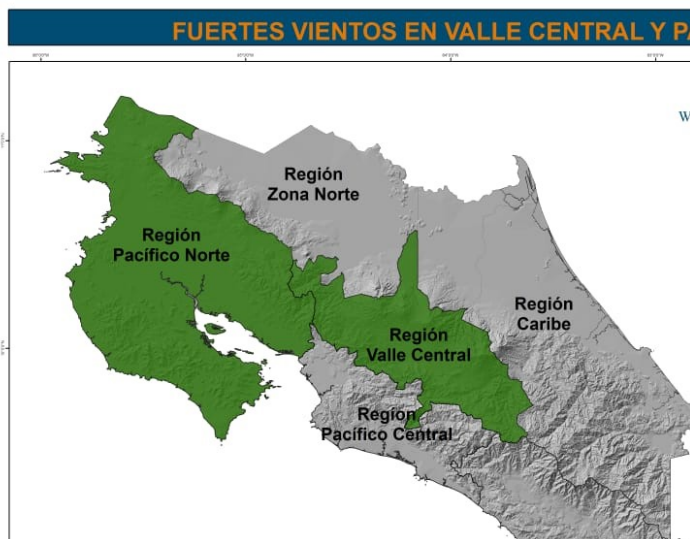 FUERTES VIENTOS EN VALLE CENTRAL Y PA
W
Región
Zona Norte
Región
Pacífico Norte
Región
Caribe
Región
Valle Central
Región
Pacífico Central